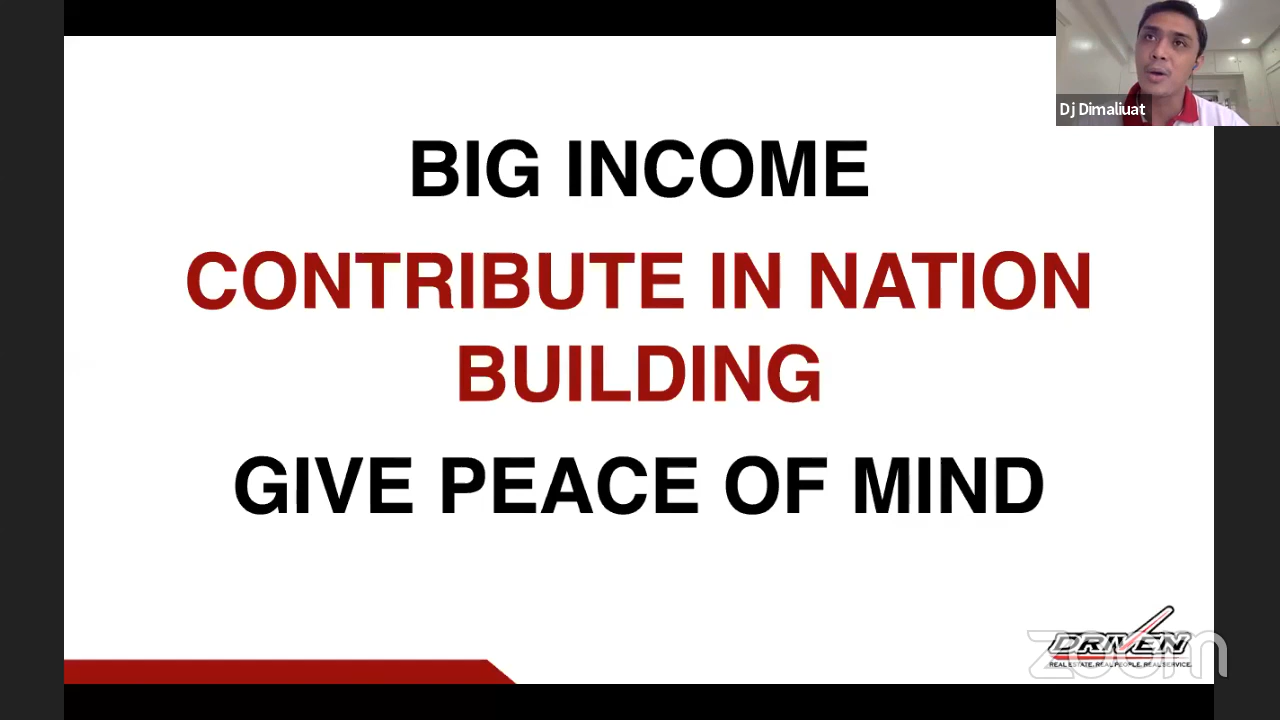 Dj Dimaliuat
BIG INCOME
CONTRIBUTE IN NATION
BUILDING
GIVE PEACE OF MIND
DRIVEN
REAL ESTATE. REAL PEOPLE. REAL SERVICE.
zoom